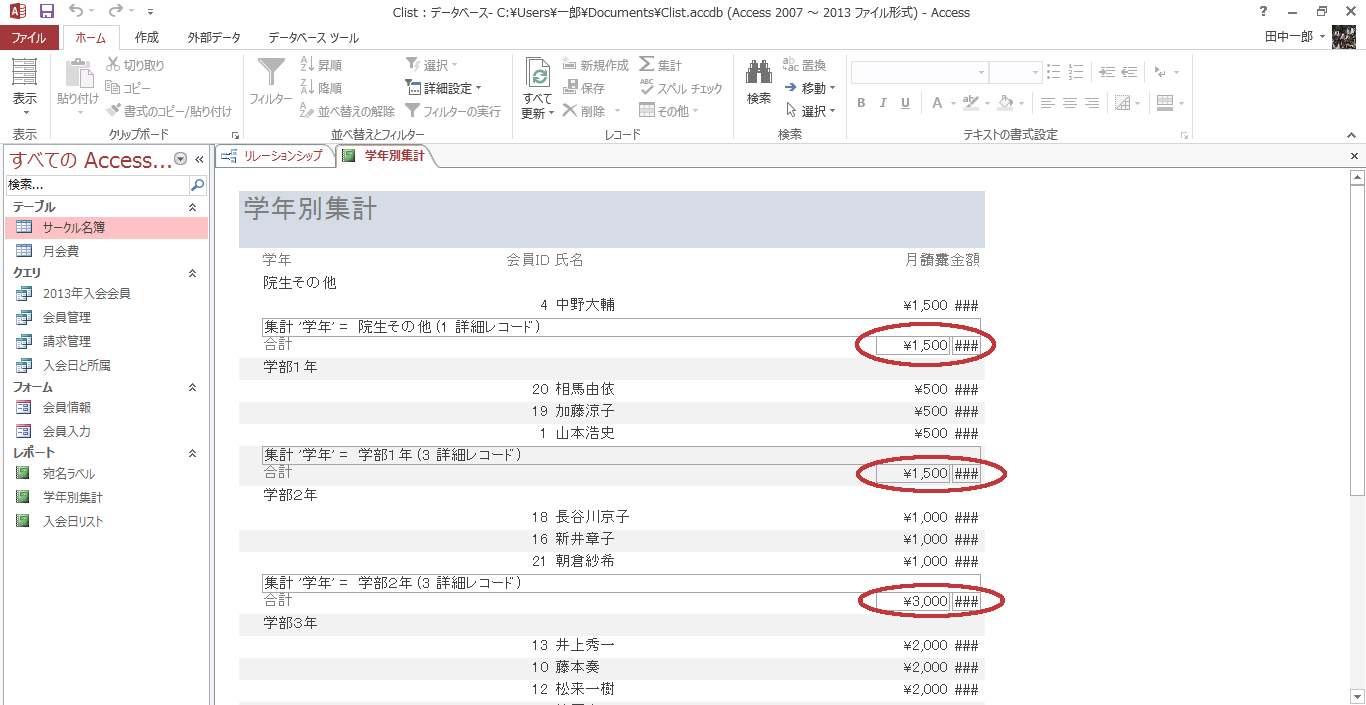 Clist : データベース- C:¥Users¥一郎¥Documents¥Clist.accdb (Access 2007 ～ 2013 ファイル形式) - Access
ファイル ホーム 作成 外部データ データベース ツール 田中一郎
表示
貼り付け
切り取り
コピー
書式のコピー/貼り付け
フィルター
昇順
降順
並べ替えの解除
選択
詳細設定
フィルターの実行
すべて
更新
新規作成
保存
削除
集計
スペル チェック
その他
検索
置換
移動
選択
B I U A
表示 クリップボード 並べ替えとフィルター レコード 検索 テキストの書式設定
すべての Access...
検索...
テーブル
サークル名簿
月会費
クエリ
2013年入会会員
会員管理
請求管理
入会日と所属
フォーム
会員情報
会員入力
レポート
宛名ラベル
学年別集計
入会日リスト
リレーションシップ 学年別集計
学年別集計
学年 会員ID 氏名 金額
院生その他
4 中野大輔 ¥1,500 ###
集計 '学年' = 院生その他 (1 詳細レコード)
合計 ¥1,500 ###
学部1年
20 相馬由依 ¥500 ###
19 加藤涼子 ¥500 ###
1 山本浩史 ¥500 ###
集計 '学年' = 学部1年 (3 詳細レコード)
合計 ¥1,500 ###
学部2年
18 長谷川京子 ¥1,000 ###
16 新井章子 ¥1,000 ###
21 朝倉紗希 ¥1,000 ###
集計 '学年' = 学部2年 (3 詳細レコード)
合計 ¥3,000 ###
学部3年
13 井上秀一 ¥2,000 ###
10 藤本奏 ¥2,000 ###
12 松来一樹 ¥2,000 ###